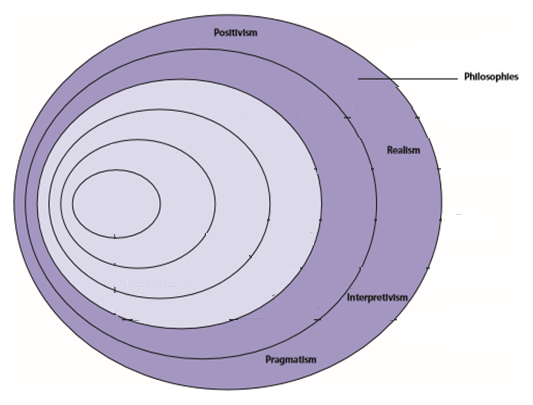 Positivism
Philosophies
Realism
Interpretivism
Pragmatism